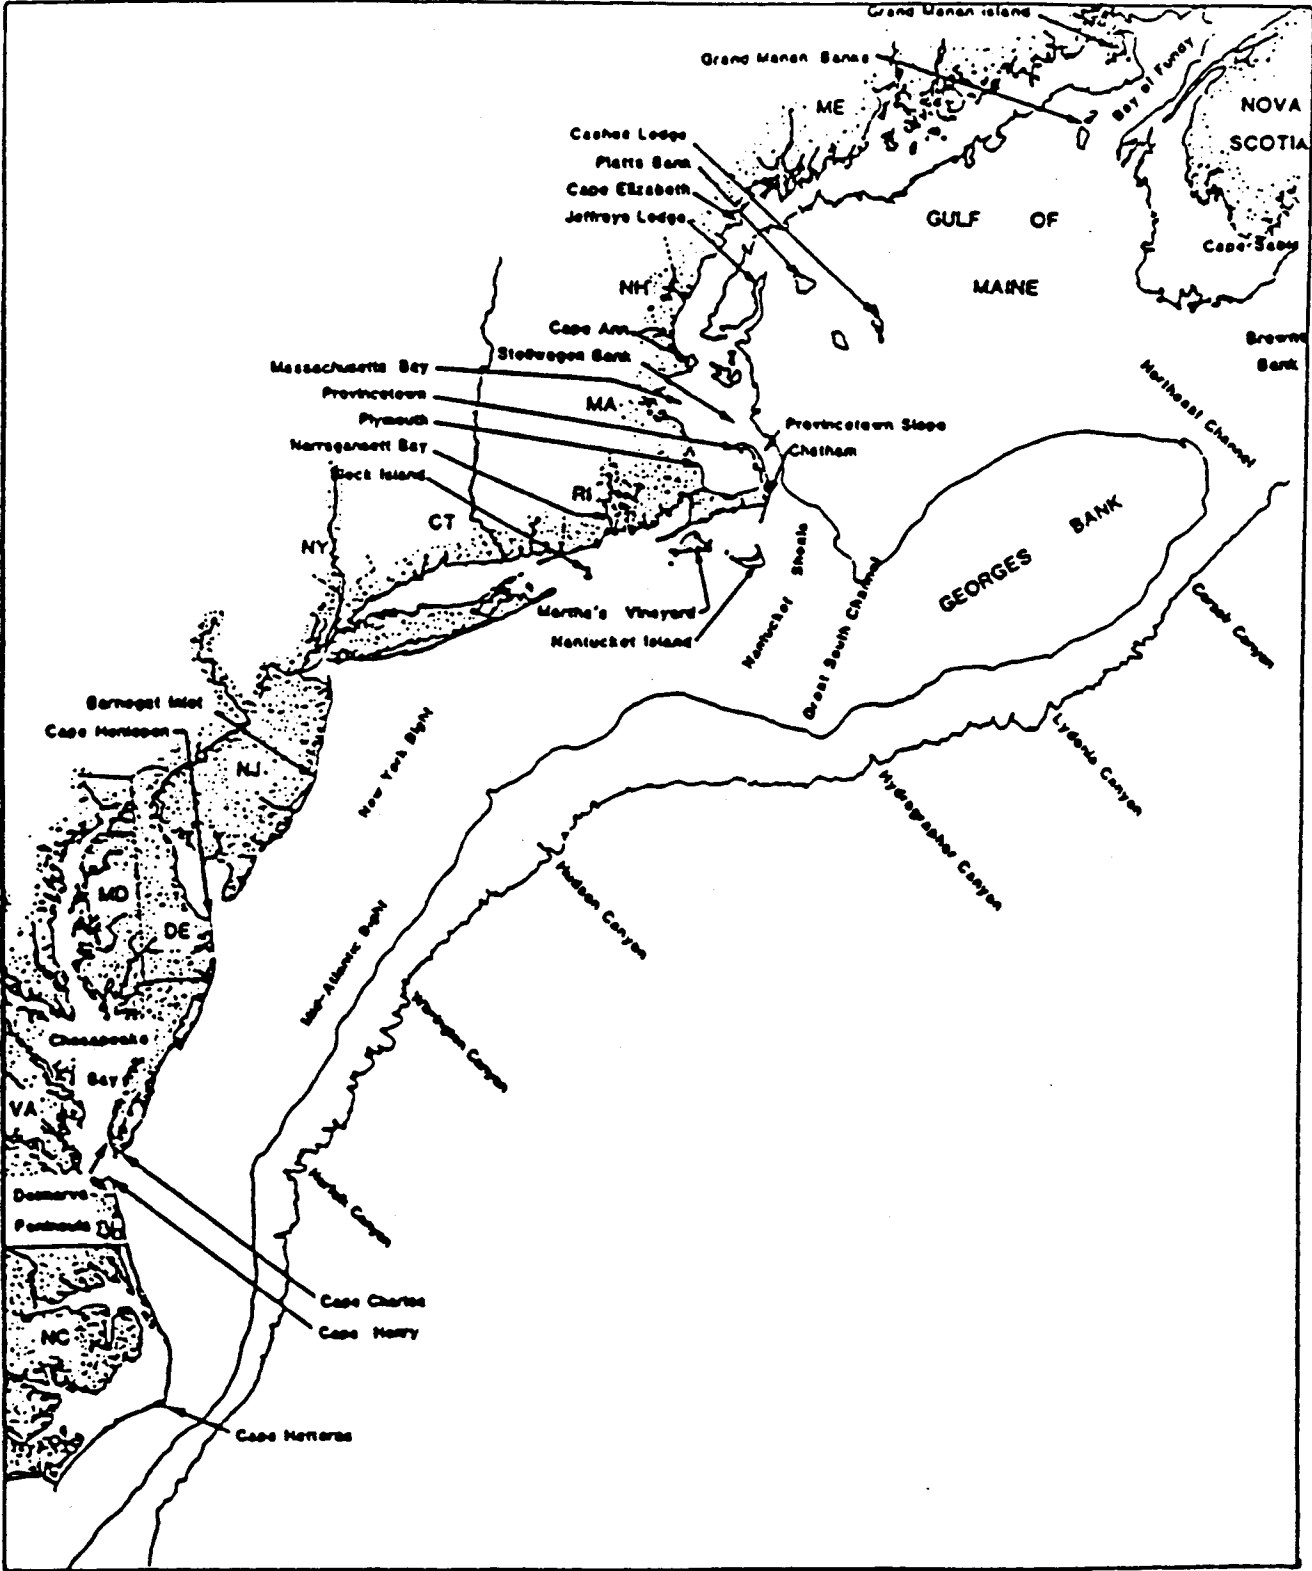 Grand Manan Island
Grand Manan Banks
Bay of Fundy
ME
NOVA
SCOTIA
Cashes Ledge
Platts Bank
Cape Elizabeth
Jeffreys Ledge
GULF OF
MAINE
Cape Sable
NH
Cape Ann
Stellwagen Bank
Browns
Bank
Massachusetts Bay
Provincetown
Plymouth
Narragansett Bay
Block Island
MA
Northeast Channel
Provincetown Slope
Chatham
RI
CT
NY
GEORGES BANK
Nantucket Shoals
Great South Channel
Martha's Vineyard
Nantucket Island
Corsair Canyon
Barnegat Inlet
Cape Henlopen
NJ
New York Bight
Lydonia Canyon
Hydrographer Canyon
Hudson Canyon
MD
DE
Mid-Atlantic Bight
Chesapeake
Bay
VA
Norfolk Canyon
Peninsula
Cape Charles
Cape Henry
NC
Cape Hatteras